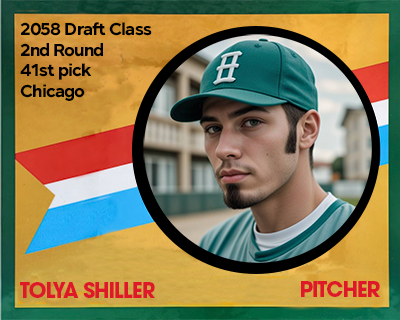 2058 Draft Class
2nd Round
41st pick
Chicago
H
TOLYA SHILLER
PITCHER